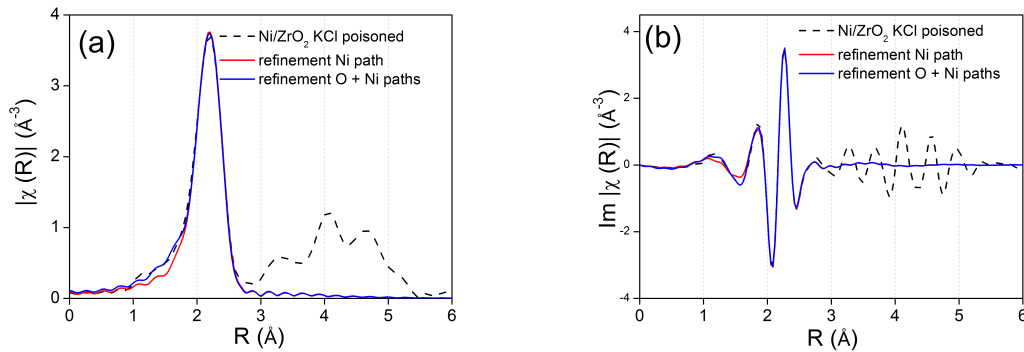 (a)
Ni/ZrO₂ KCl poisoned
refinement Ni path
refinement O + Ni paths
4
3
2
1
0
|χ (R)| (Å⁻³)
0 1 2 3 4 5 6
R (Å)
(b)
Ni/ZrO₂ KCl poisoned
refinement Ni path
refinement O + Ni paths
4
2
0
-2
-4
Im |χ (R)| (Å⁻³)
0 1 2 3 4 5 6
R (Å)